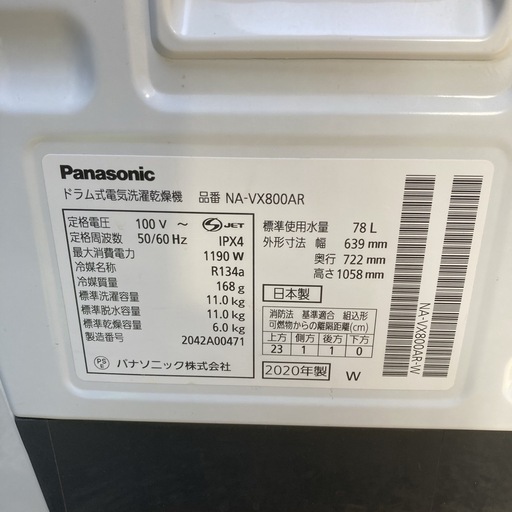 Panasonic
ドラム式電気洗濯乾燥機 品番 NA-VX800AR
定格電圧 100 V ～
定格周波数 50/60 Hz
最大消費電力 1190 W
冷媒名称 R134a
冷媒質量 168 g
標準洗濯容量 11.0 kg
標準脱水容量 11.0 kg
標準乾燥容量 6.0 kg
製造番号 2042A00471
PS E パナソニック株式会社
S JET
IPX4
標準使用水量 78 L
外形寸法 幅 639 mm
奥行 722 mm
高さ 1058 mm
日本製
消防法 基準適合 組込形
可燃物からの離隔距離(cm)
上方 側方 後方 下方
23 1 1 0
2020年製 W
NA-VX800AR-W